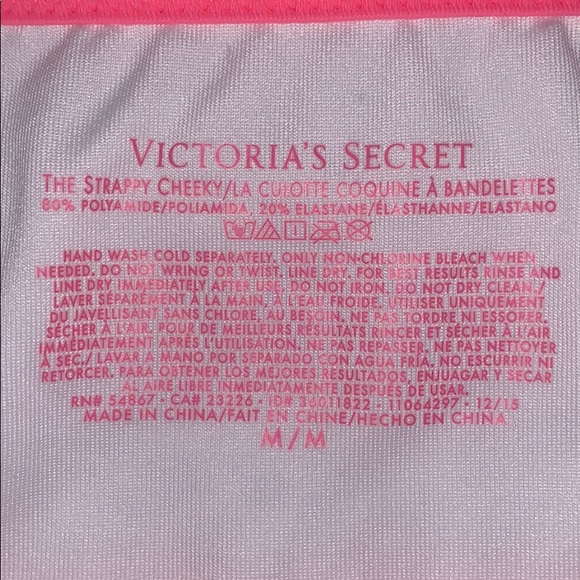 VICTORIA'S SECRET
THE STRAPPY CHEEKY/LA CULOTTE COQUINE À BANDELETTES
80% POLYAMIDE/POLIAMIDA, 20% ELASTANE/ÉLASTHANNE/ELASTANO
HAND WASH COLD SEPARATELY. ONLY NON-CHLORINE BLEACH WHEN
NEEDED. DO NOT WRING OR TWIST. LINE DRY. FOR BEST RESULTS RINSE AND
LINE DRY IMMEDIATELY AFTER USE. DO NOT IRON. DO NOT DRY CLEAN./
LAVER SÉPARÉMENT À LA MAIN, À L'EAU FROIDE. UTILISER UNIQUEMENT
DU JAVELLISANT SANS CHLORE, AU BESOIN. NE PAS TORDRE NI ESSORER.
SÉCHER À L'AIR. POUR DE MEILLEURS RÉSULTATS RINCER ET SÉCHER À L'AIR
IMMÉDIATEMENT APRÈS L'UTILISATION. NE PAS REPASSER. NE PAS NETTOYER
À SEC./ LAVAR A MANO POR SEPARADO CON AGUA FRÍA. NO ESCURRIR NI
RETORCER. PARA OBTENER LOS MEJORES RESULTADOS, ENJUAGAR Y SECAR
AL AIRE LIBRE INMEDIATAMENTE DESPUÉS DE USAR.
RN# 54867 • CA# 23226 • ID# 36011822 • 11064297 • 12/15
MADE IN CHINA/FAIT EN CHINE/HECHO EN CHINA
M/M